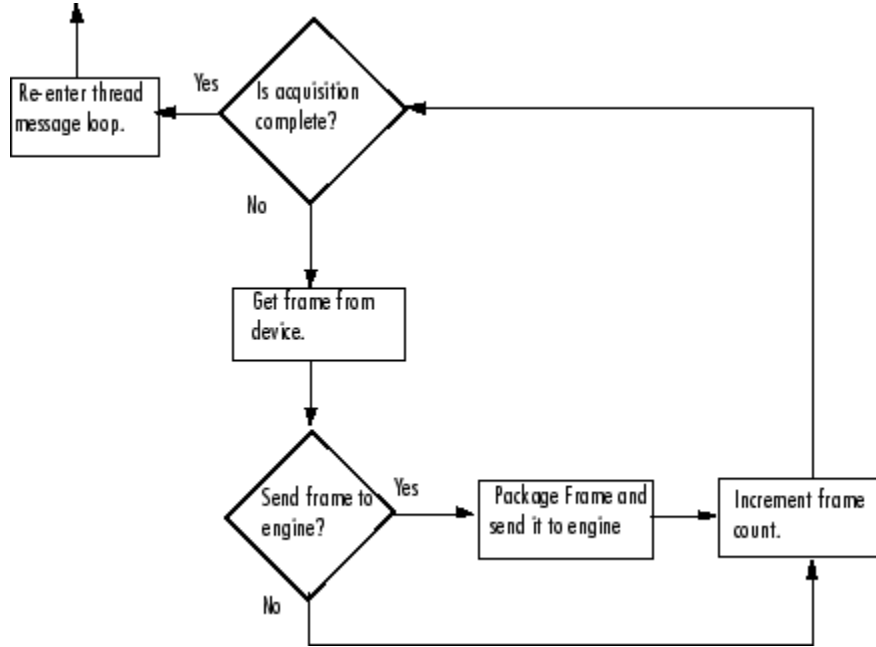 Yes
Is acquisition
complete?
Re-enter thread
message loop.
No
Get frame from
device.
Send frame to
engine?
Yes
Package Frame and
send it to engine
Increment frame
count.
No